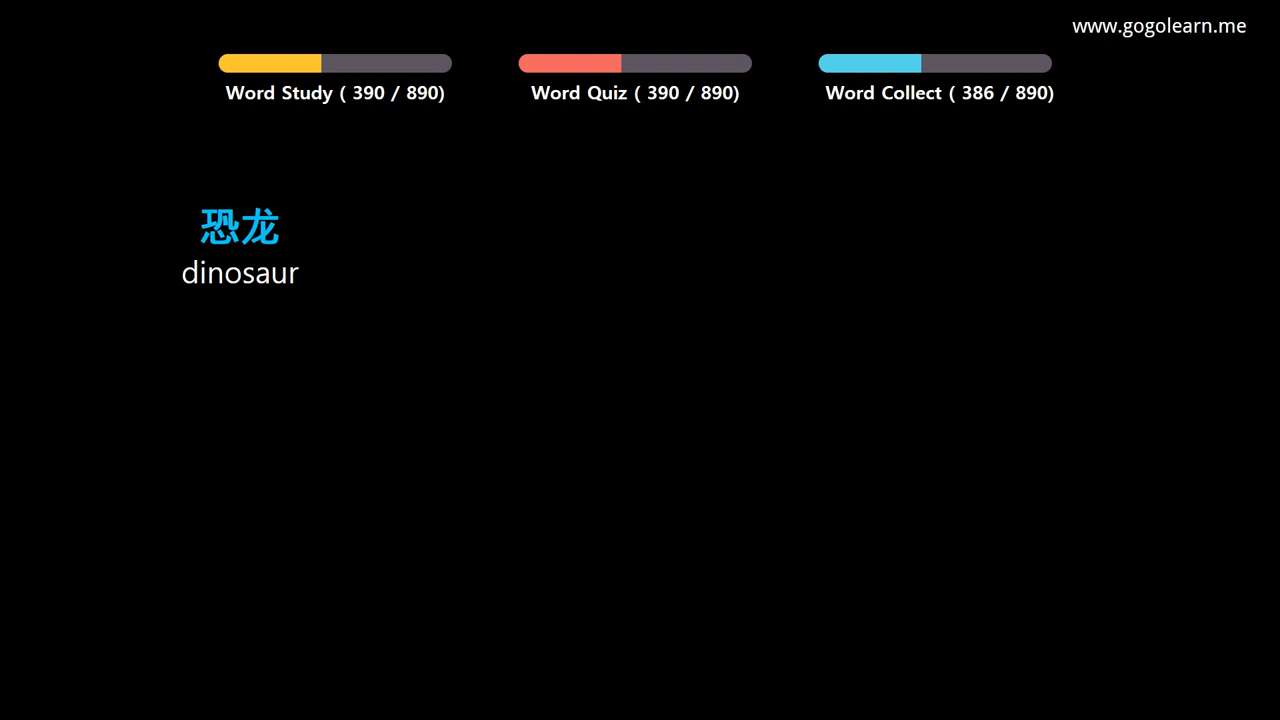 www.gogolearn.me
Word Study ( 390 / 890)
Word Quiz ( 390 / 890)
Word Collect ( 386 / 890)
恐龙
dinosaur